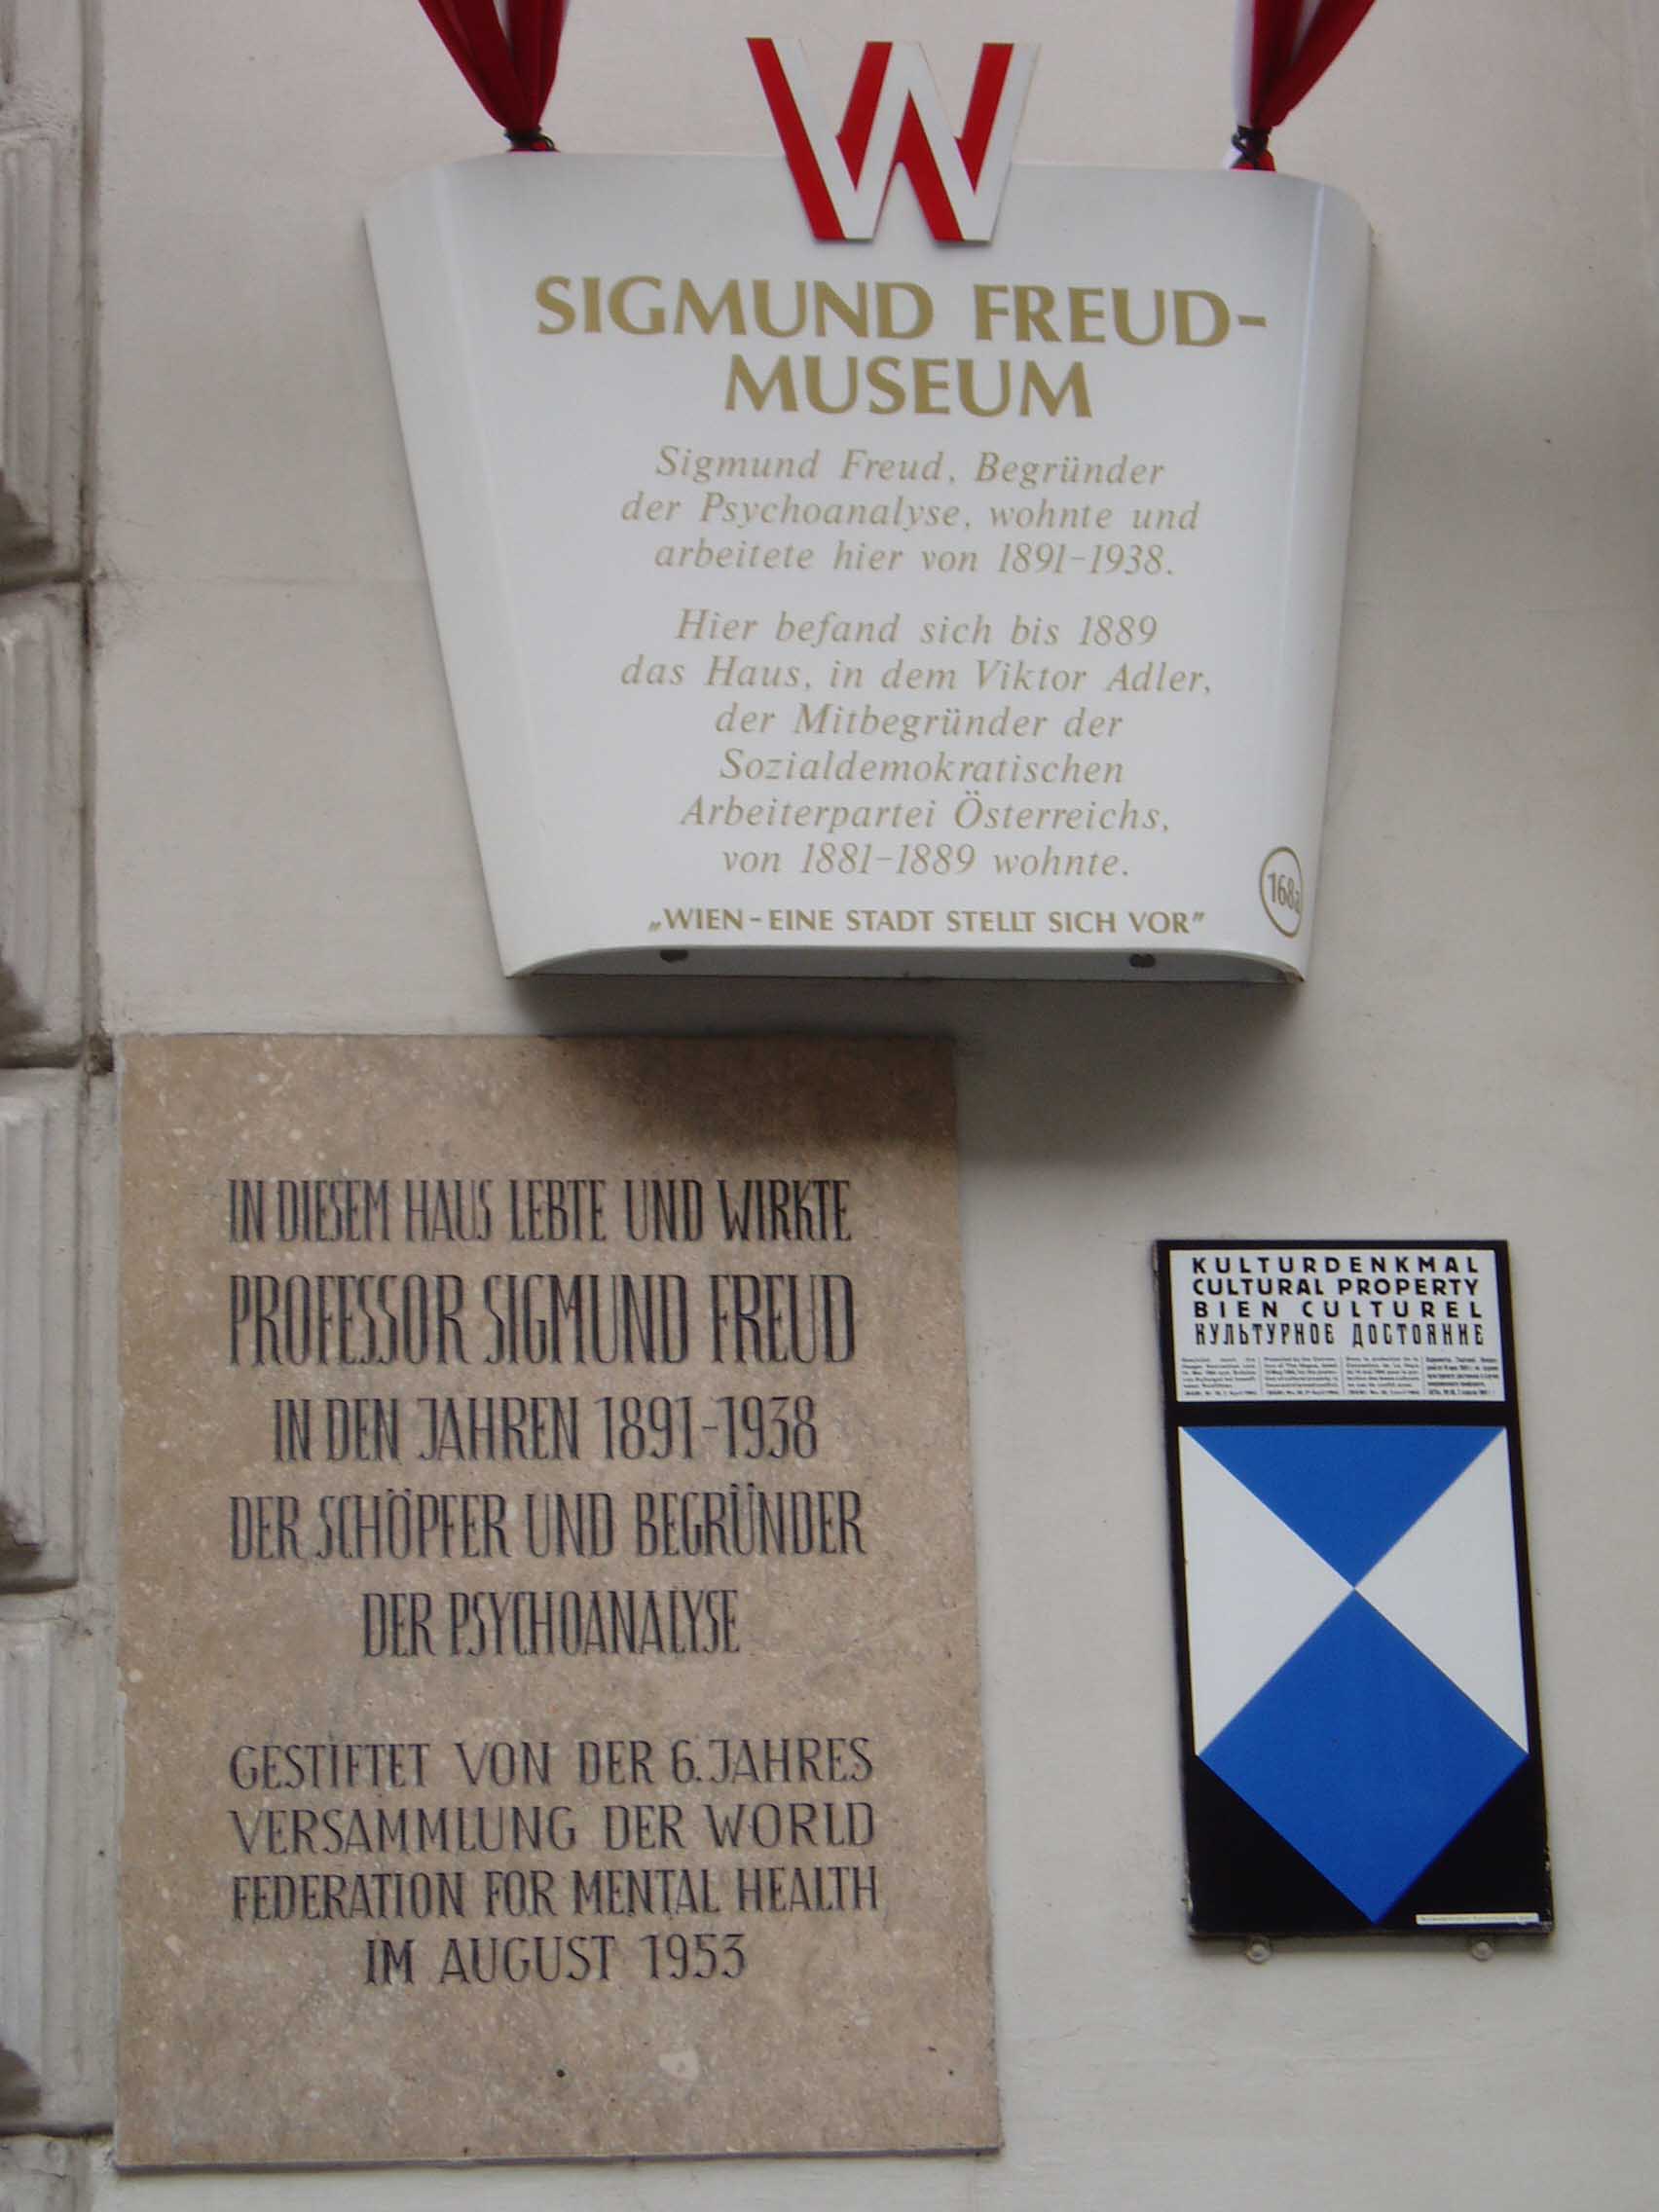 W
SIGMUND FREUD-
MUSEUM
Sigmund Freud, Begründer
der Psychoanalyse, wohnte und
arbeitete hier von 1891-1938.
Hier befand sich bis 1889
das Haus, in dem Viktor Adler,
der Mitbegründer der
Sozialdemokratischen
Arbeiterpartei Österreichs,
von 1881-1889 wohnte.
168a
„WIEN-EINE STADT STELLT SICH VOR"
IN DIESEM HAUS LEBTE UND WIRKTE
PROFESSOR SIGMUND FREUD
IN DEN JAHREN 1891-1938
DER SCHÖPFER UND BEGRÜNDER
DER PSYCHOANALYSE
GESTIFTET VON DER 6. JAHRES
VERSAMMLUNG DER WORLD
FEDERATION FOR MENTAL HEALTH
IM AUGUST 1953
KULTURDENKMAL
CULTURAL PROPERTY
BIEN CULTUREL
КУЛЬТУРНОЕ ДОСТОЯНИЕ